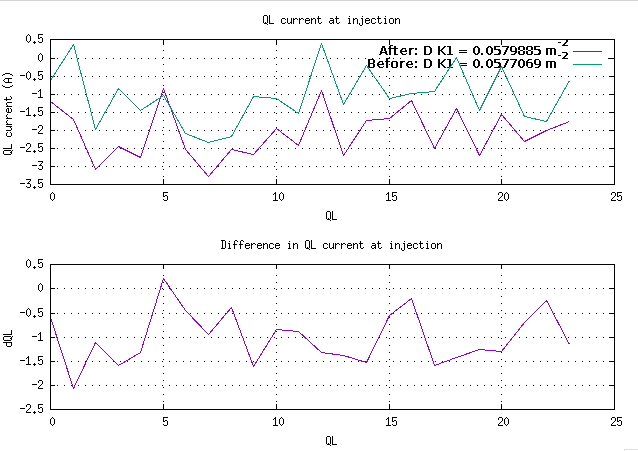 QL current at injection
After: D K1 = 0.0579885 m-2
Before: D K1 = 0.0577069 m-2
QL current (A)
0.5
0
-0.5
-1
-1.5
-2
-2.5
-3
-3.5
0 5 10 15 20 25
QL
Difference in QL current at injection
dQL
0.5
0
-0.5
-1
-1.5
-2
-2.5
0 5 10 15 20 25
QL